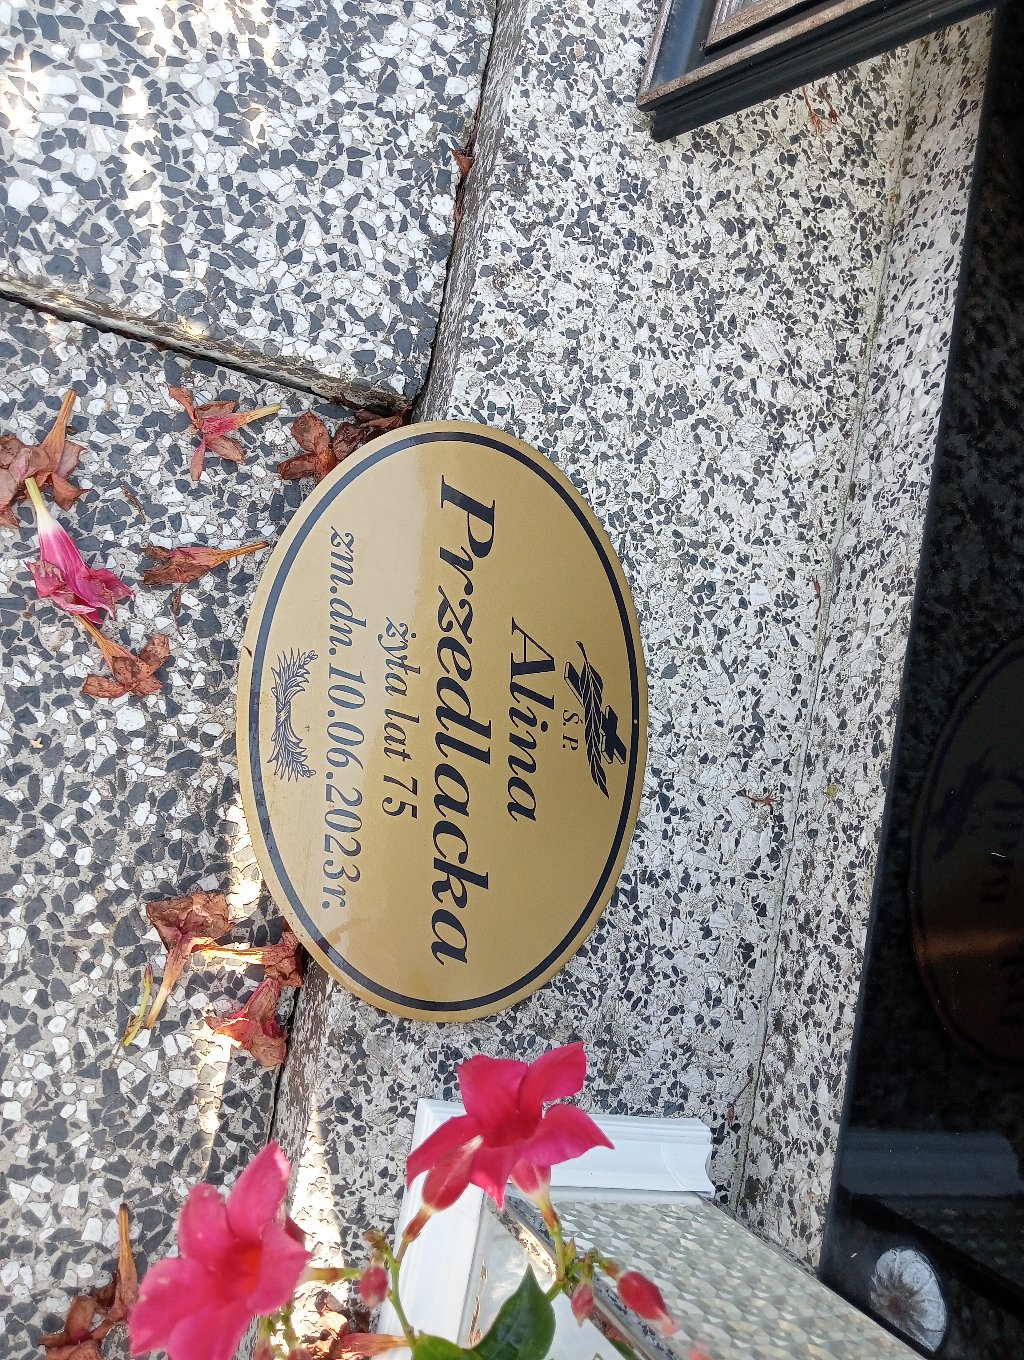 Ś.P.
Alina
Przedlacka
żyła lat 75
zm.dn. 10.06.2023r.